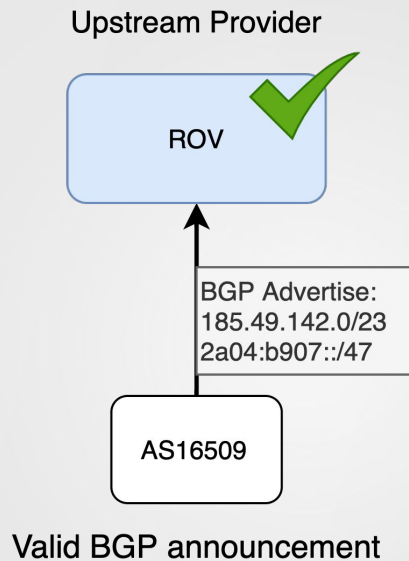 Upstream Provider
ROV
BGP Advertise:
185.49.142.0/23
2a04:b907::/47
AS16509
Valid BGP announcement